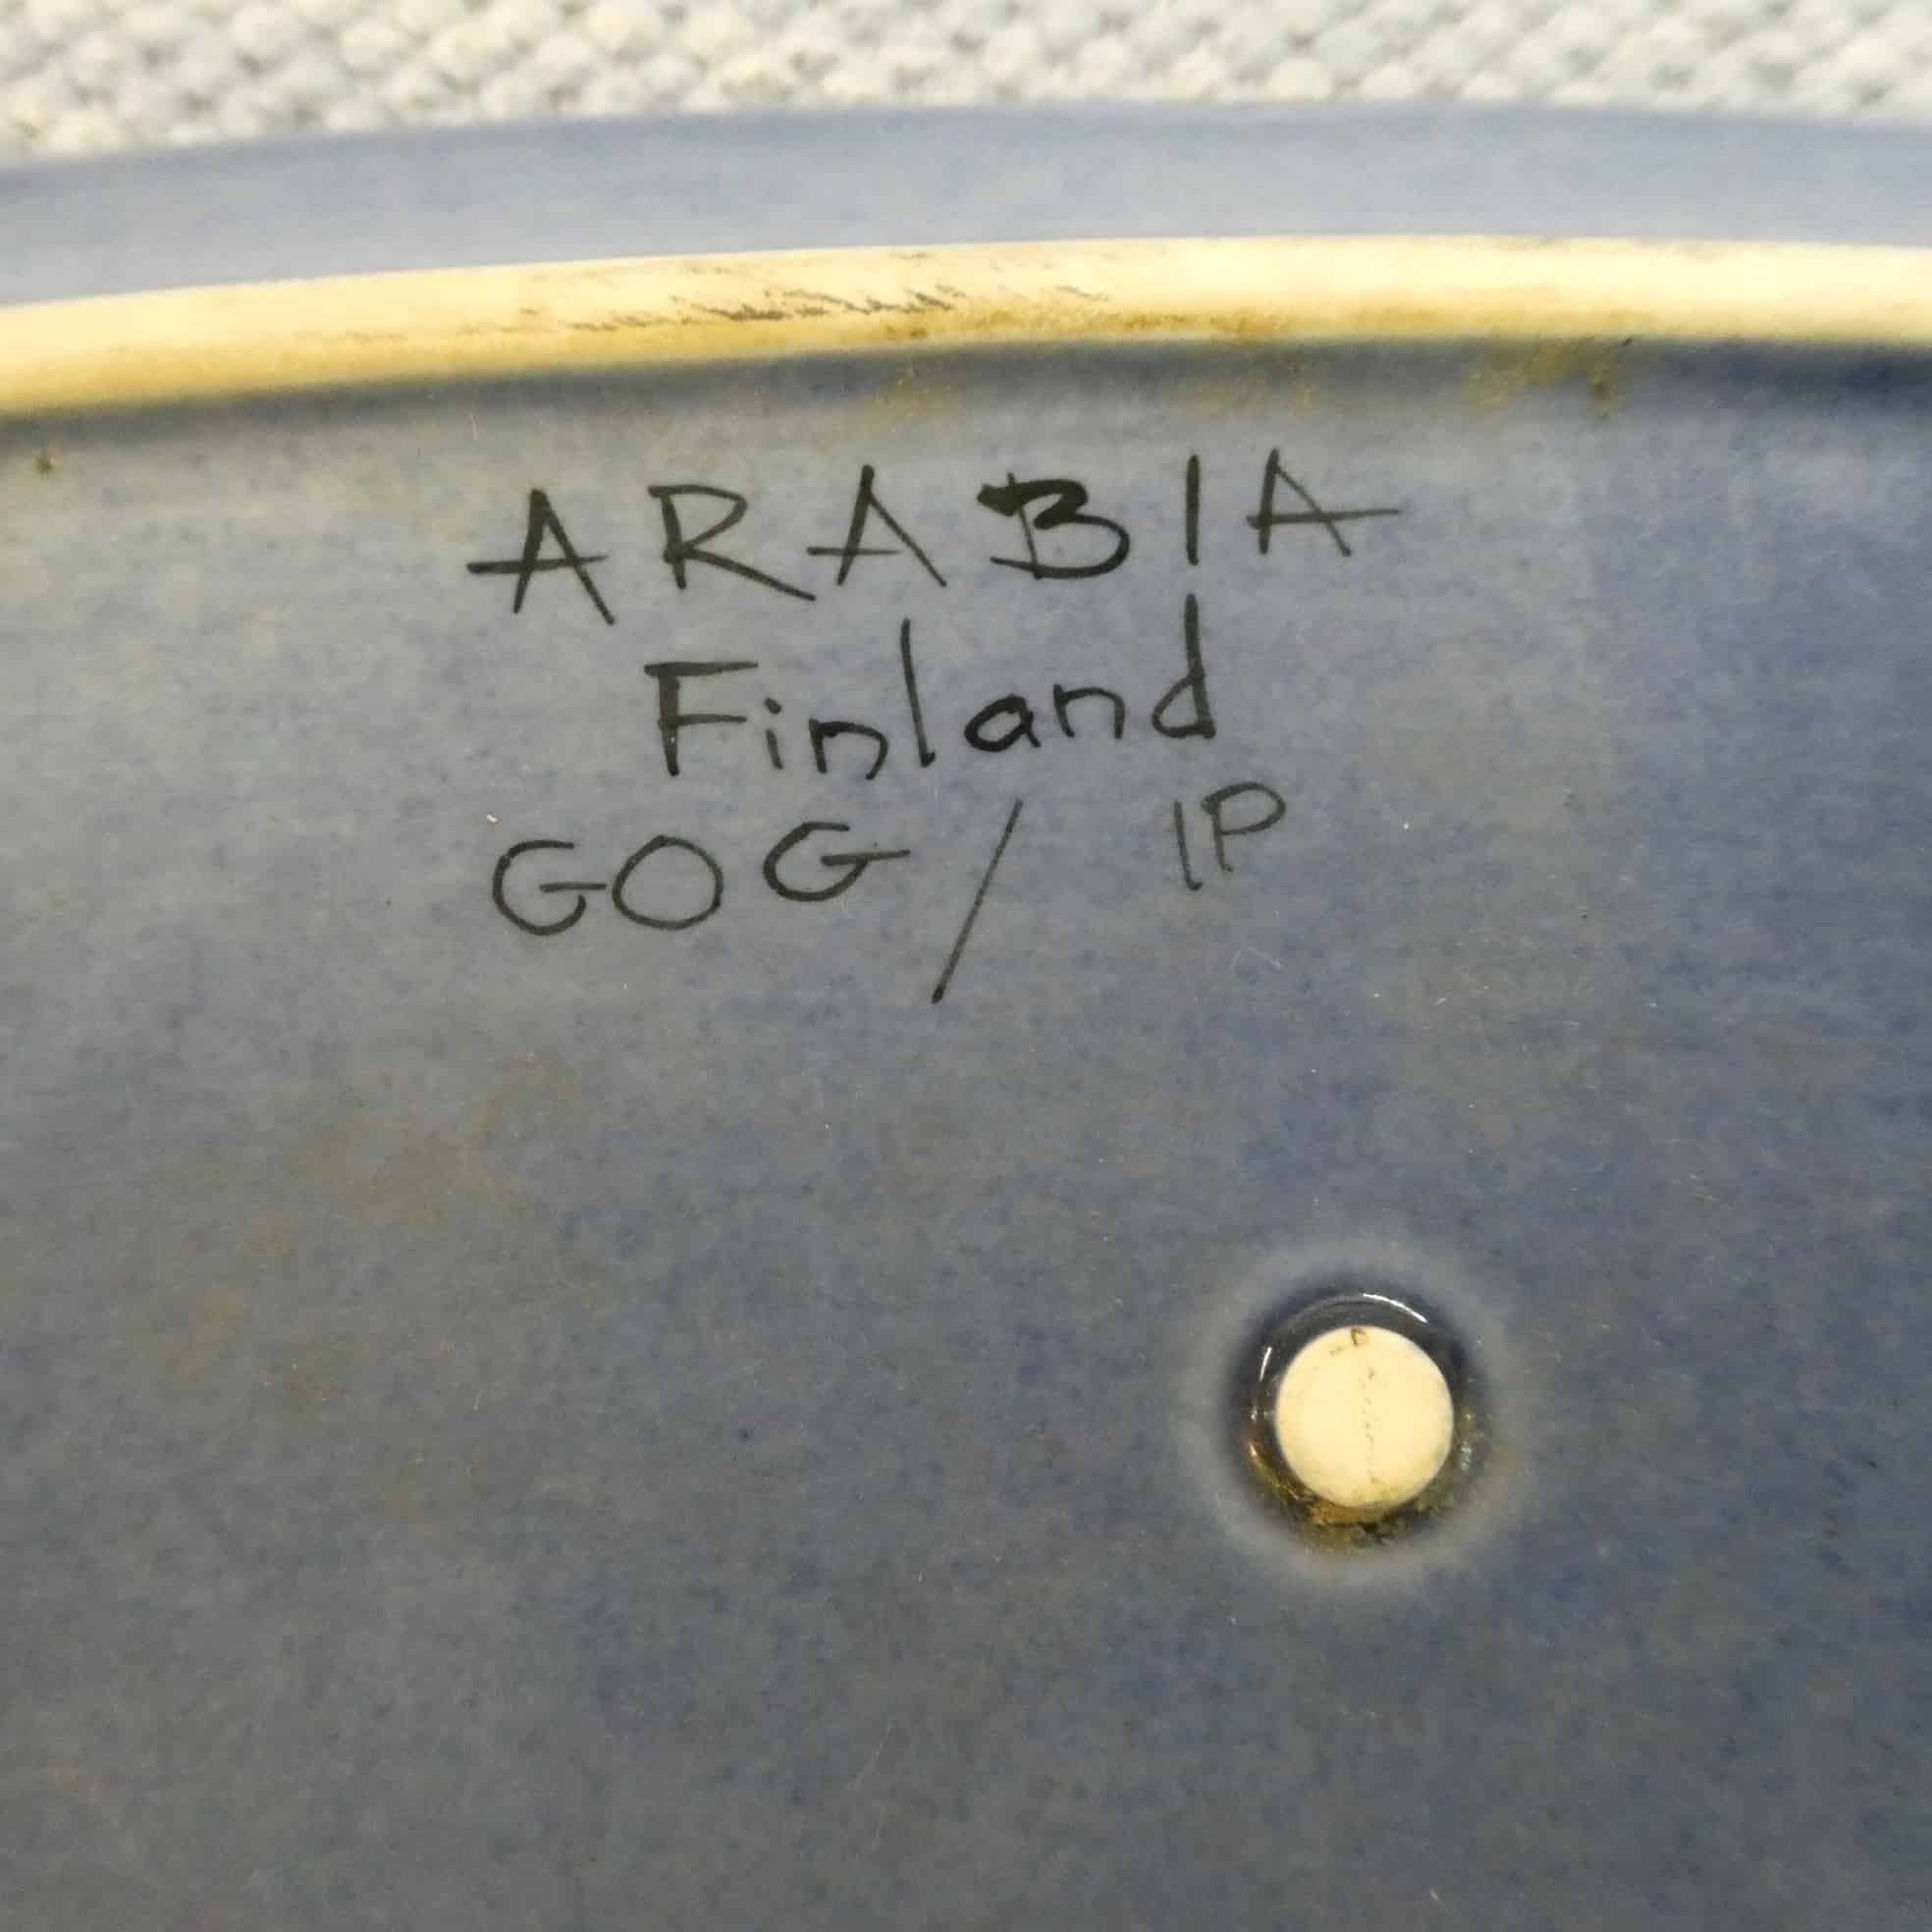 ARABIA
Finland
GOG / IP